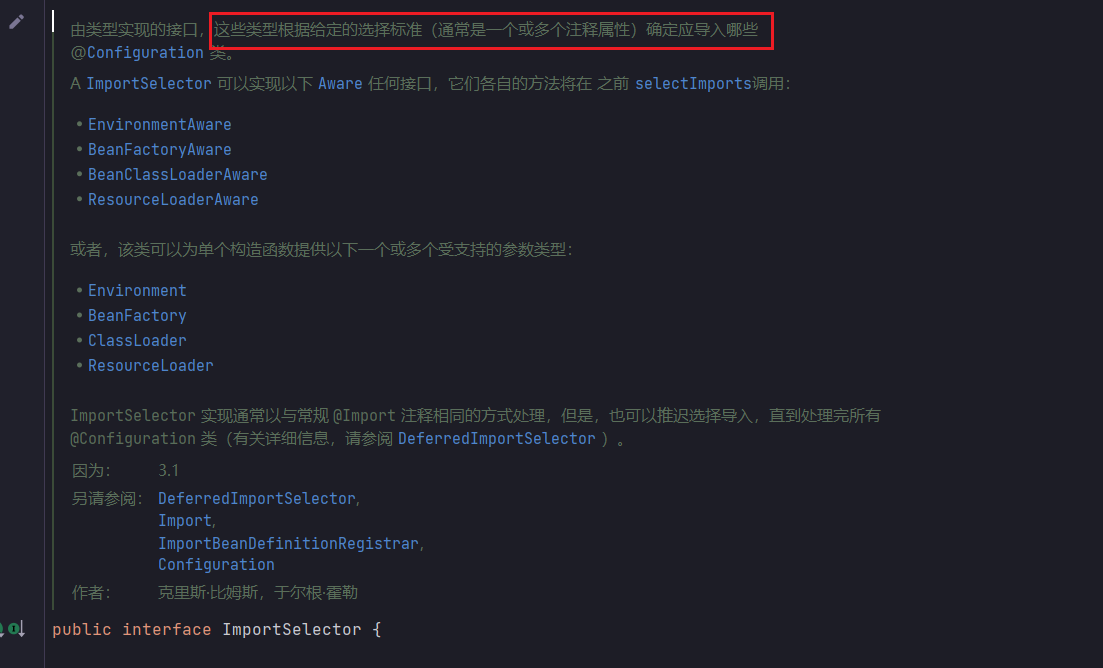 由类型实现的接口，这些类型根据给定的选择标准（通常是一个或多个注释属性）确定应导入哪些
@Configuration 类。
A ImportSelector 可以实现以下 Aware 任何接口，它们各自的方法将在 之前 selectImports调用：
• EnvironmentAware
• BeanFactoryAware
• BeanClassLoaderAware
• ResourceLoaderAware
或者，该类可以为单个构造函数提供以下一个或多个受支持的参数类型：
• Environment
• BeanFactory
• ClassLoader
• ResourceLoader
ImportSelector 实现通常以与常规 @Import 注释相同的方式处理，但是，也可以推迟选择导入，直到处理完所有
@Configuration 类（有关详细信息，请参阅 DeferredImportSelector ）。
因为： 3.1
另请参阅： DeferredImportSelector,
Import,
ImportBeanDefinitionRegistrar,
Configuration
作者： 克里斯·比姆斯，于尔根·霍勒
public interface ImportSelector {